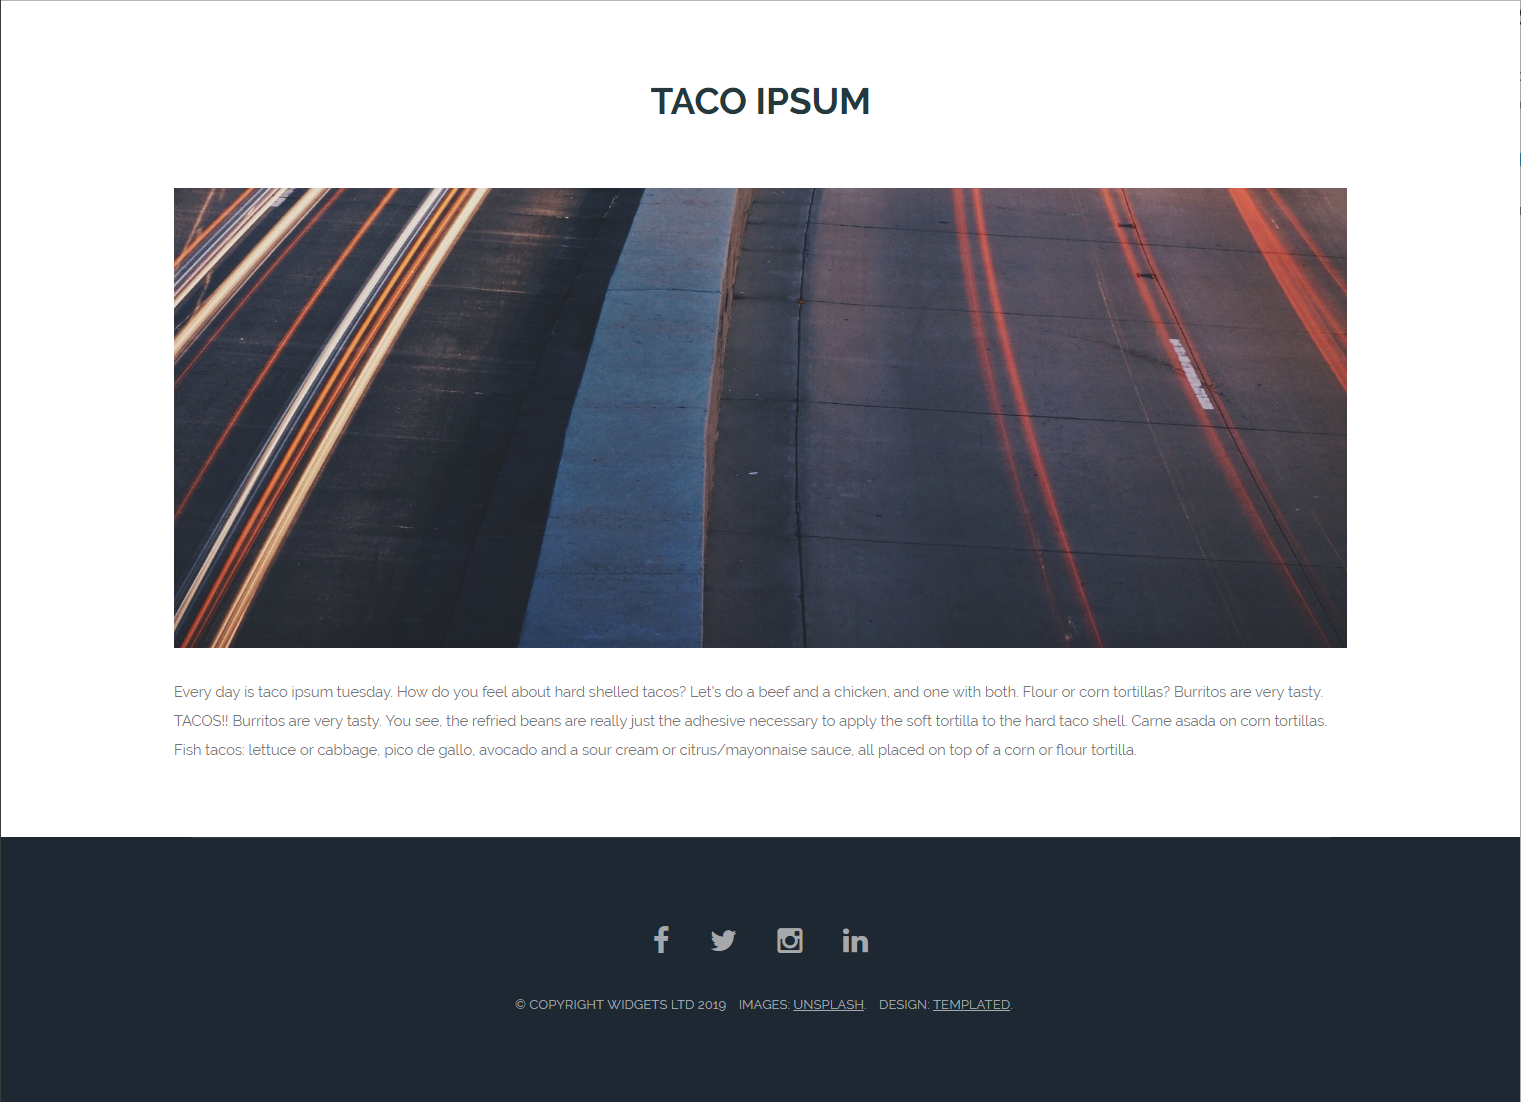 TACO IPSUM
Every day is taco ipsum tuesday. How do you feel about hard shelled tacos? Let's do a beef and a chicken, and one with both. Flour or corn tortillas? Burritos are very tasty.
TACOS!! Burritos are very tasty. You see, the refried beans are really just the adhesive necessary to apply the soft tortilla to the hard taco shell. Carne asada on corn tortillas.
Fish tacos: lettuce or cabbage, pico de gallo, avocado and a sour cream or citrus/mayonnaise sauce, all placed on top of a corn or flour tortilla.
© COPYRIGHT WIDGETS LTD 2019 IMAGES: UNSPLASH. DESIGN: TEMPLATED.